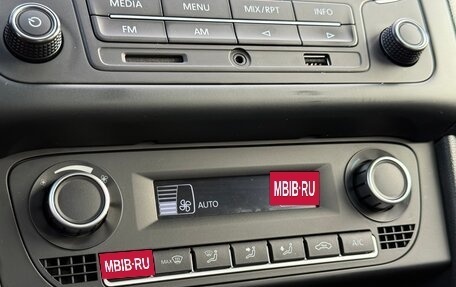 MEDIA
MENU
MIX/RPT
INFO
FM
AM
MBIB·RU
AUTO
MBIB·RU
MAX
A/C